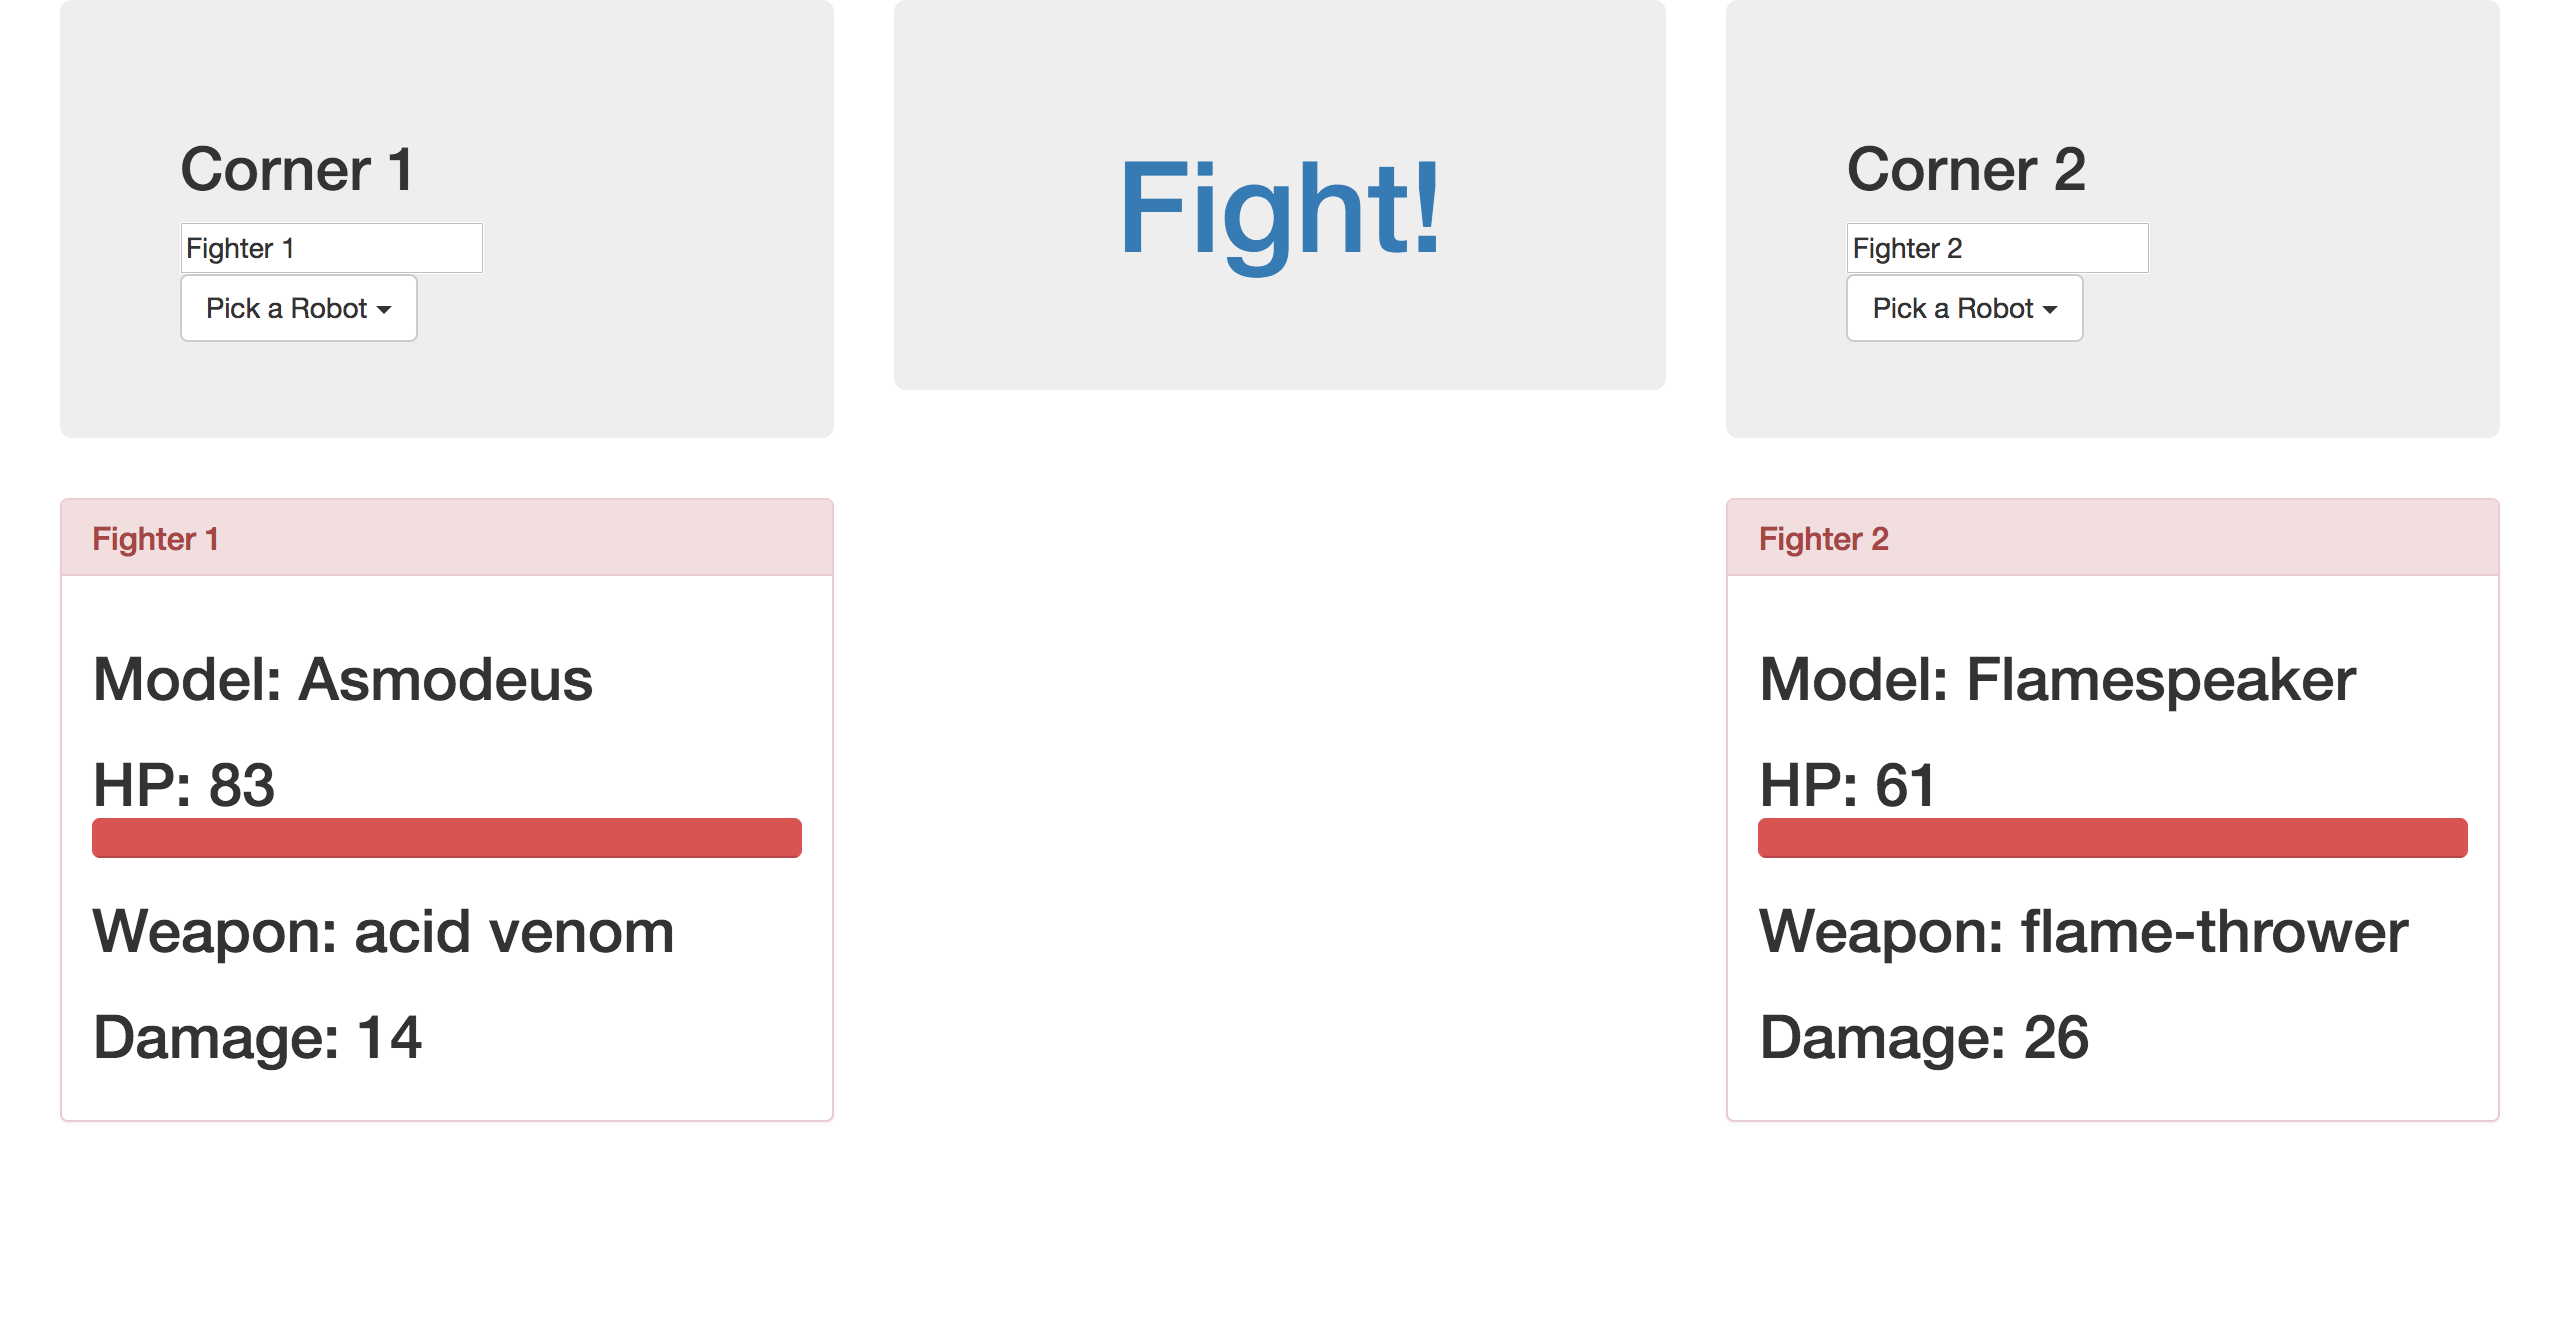 Corner 1
Fighter 1
Pick a Robot
Fight!
Corner 2
Fighter 2
Pick a Robot
Fighter 1
Model: Asmodeus
HP: 83
Weapon: acid venom
Damage: 14
Fighter 2
Model: Flamespeaker
HP: 61
Weapon: flame-thrower
Damage: 26